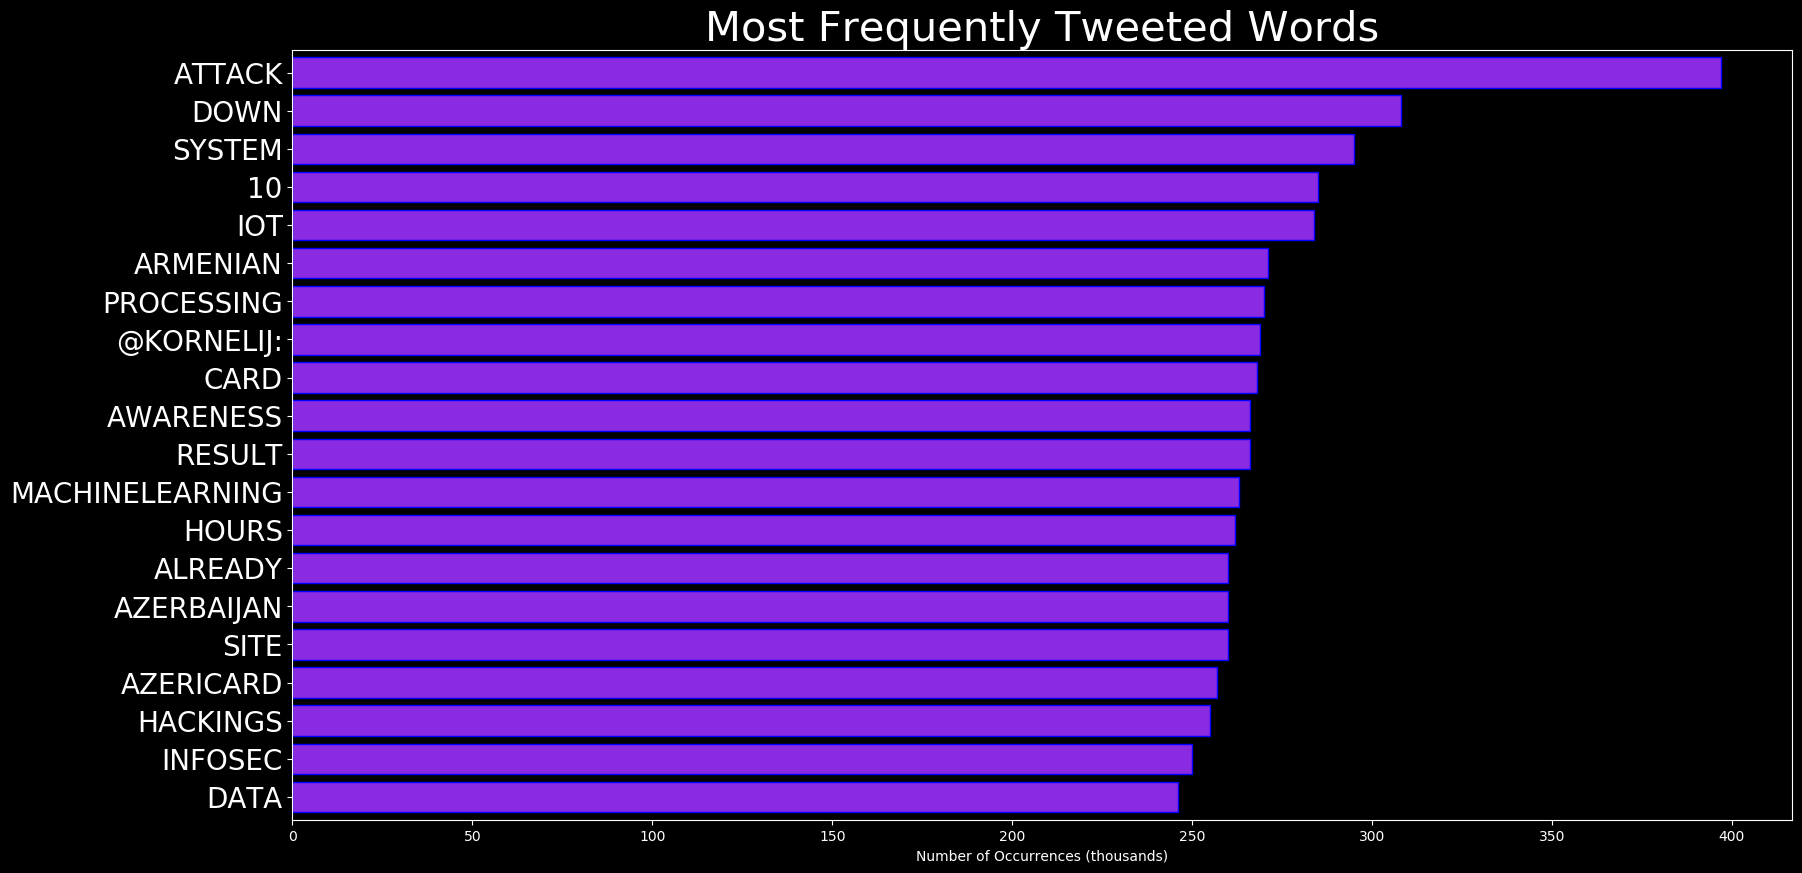 Most Frequently Tweeted Words
ATTACK
DOWN
SYSTEM
10
IOT
ARMENIAN
PROCESSING
@KORNELIJ:
CARD
AWARENESS
RESULT
MACHINELEARNING
HOURS
ALREADY
AZERBAIJAN
SITE
AZERICARD
HACKINGS
INFOSEC
DATA
0 50 100 150 200 250 300 350 400
Number of Occurrences (thousands)